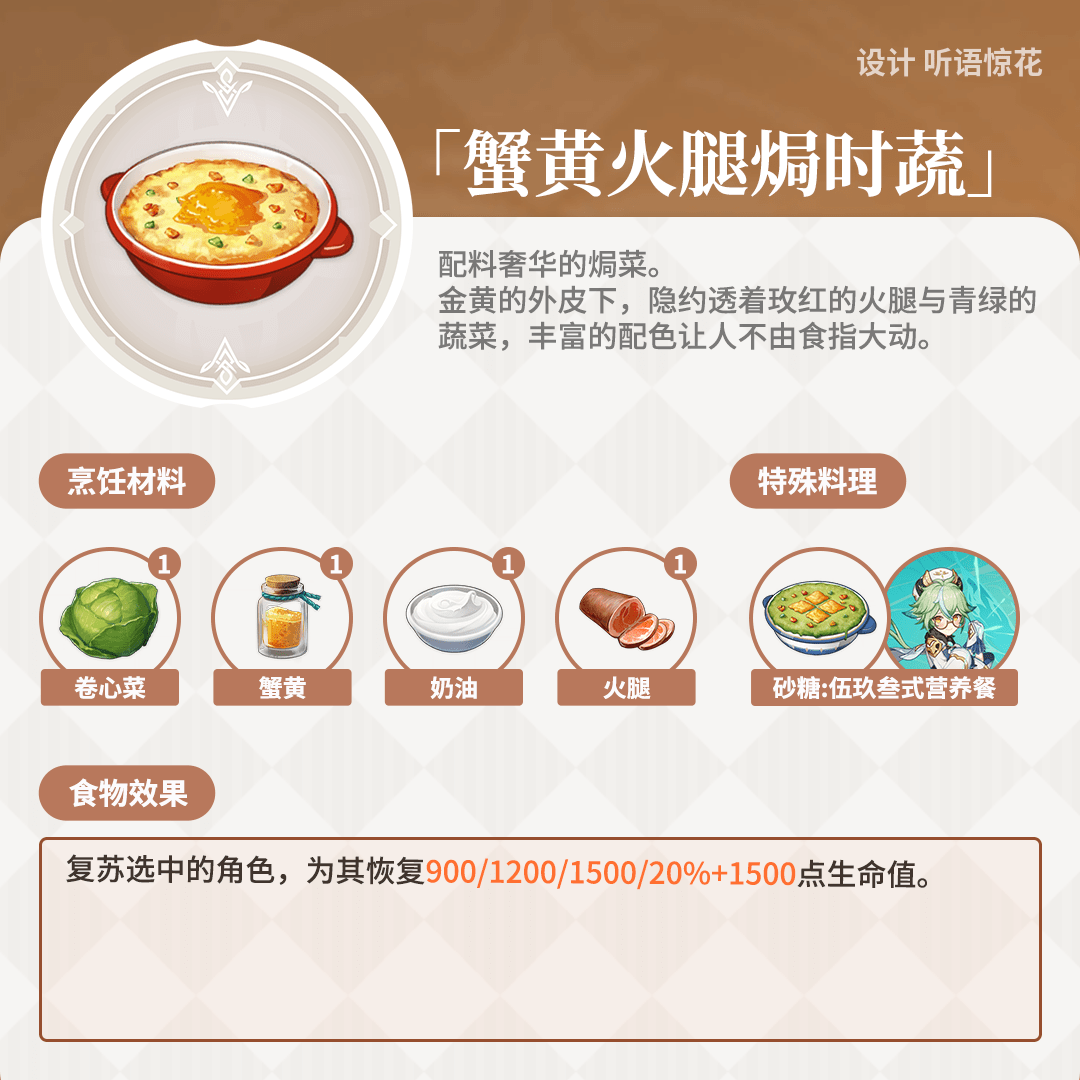 设计 听语惊花
「蟹黄火腿焗时蔬」
配料奢华的焗菜。
金黄的外皮下，隐约透着玫红的火腿与青绿的
蔬菜，丰富的配色让人不由食指大动。
烹饪材料
特殊料理
1
1
1
1
卷心菜
蟹黄
奶油
火腿
砂糖:伍玖叁式营养餐
食物效果
复苏选中的角色，为其恢复900/1200/1500/20%+1500点生命值。